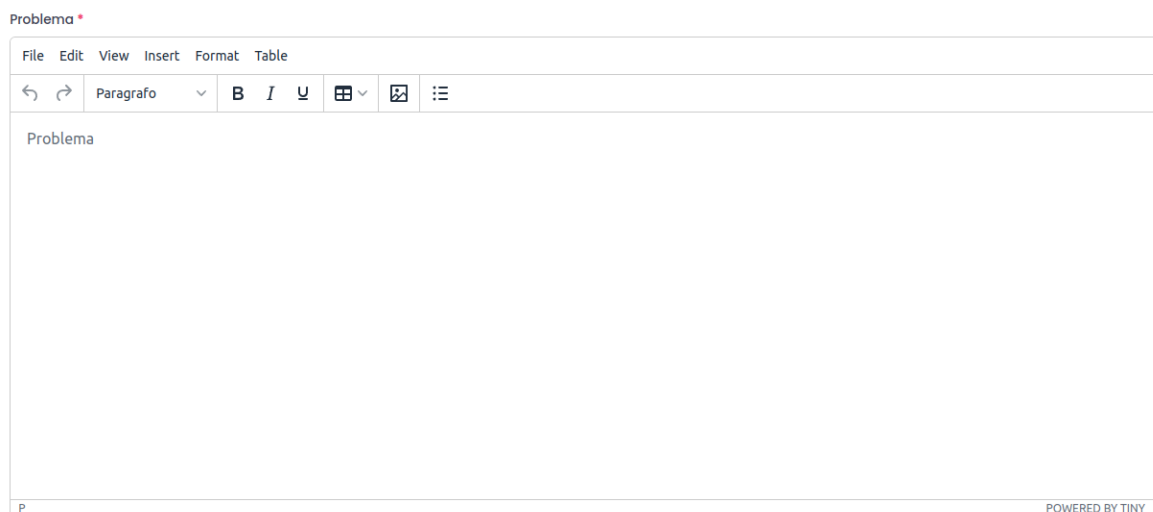 Problema *
File Edit View Insert Format Table
Paragrafo B I U
Problema
P POWERED BY TINY